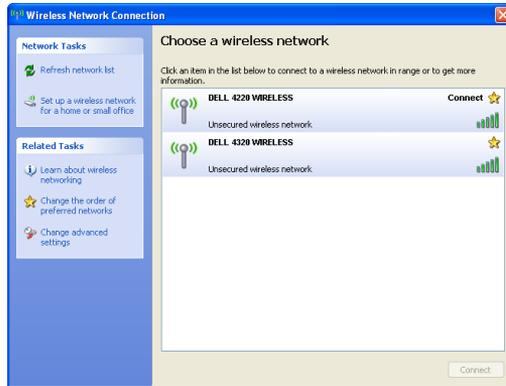 Wireless Network Connection
Network Tasks
Refresh network list
Set up a wireless network
for a home or small office
Related Tasks
Learn about wireless
networking
Change the order of
preferred networks
Change advanced
settings
Choose a wireless network
Click an item in the list below to connect to a wireless network in range or to get more
information.
DELL 4220 WIRELESS
Connect
Unsecured wireless network
DELL 4320 WIRELESS
Unsecured wireless network
Connect